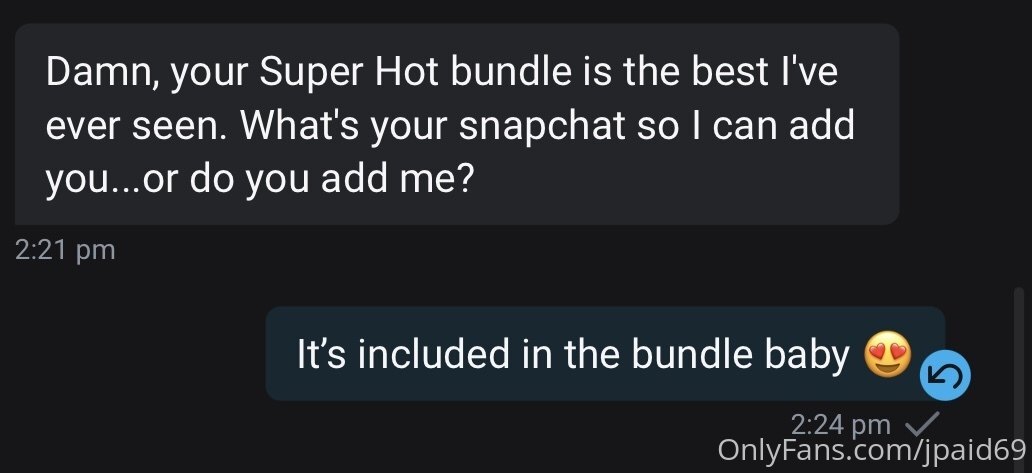 Damn, your Super Hot bundle is the best I've
ever seen. What's your snapchat so I can add
you...or do you add me?
2:21 pm
It’s included in the bundle baby 😍
2:24 pm
OnlyFans.com/jpaid69